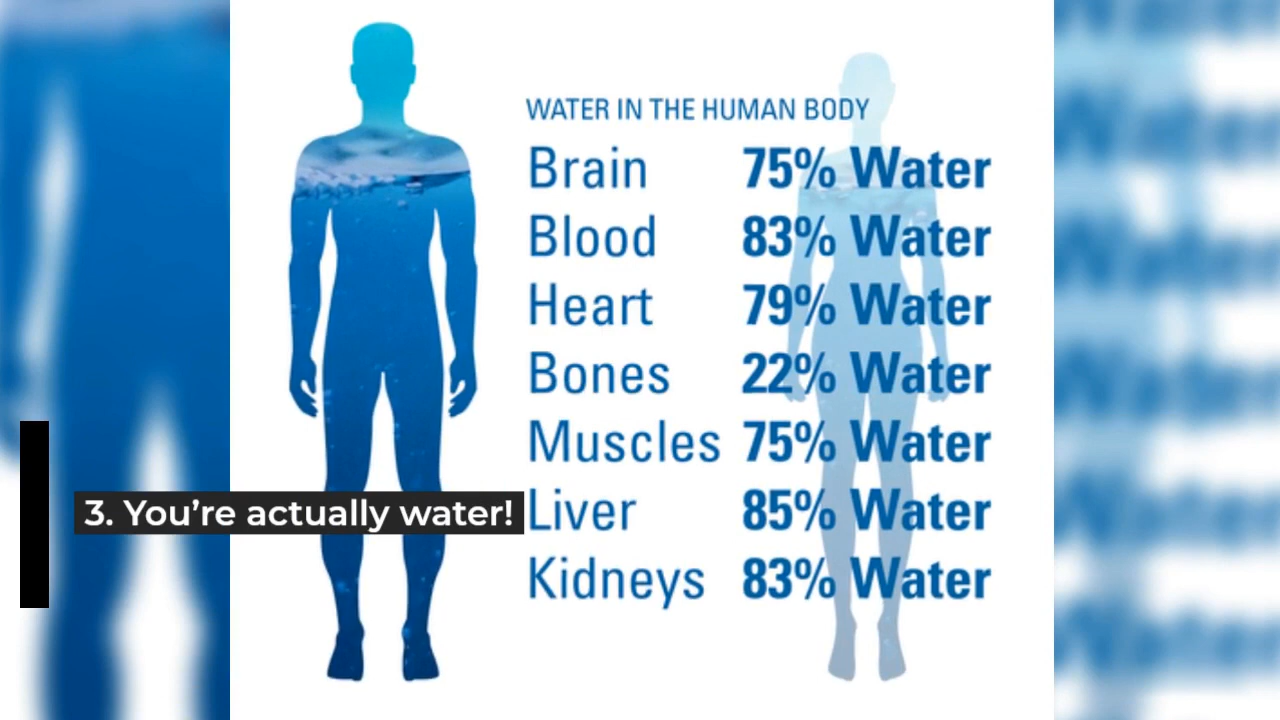 WATER IN THE HUMAN BODY
Brain 75% Water
Blood 83% Water
Heart 79% Water
Bones 22% Water
Muscles 75% Water
3. You’re actually water!
Liver 85% Water
Kidneys 83% Water